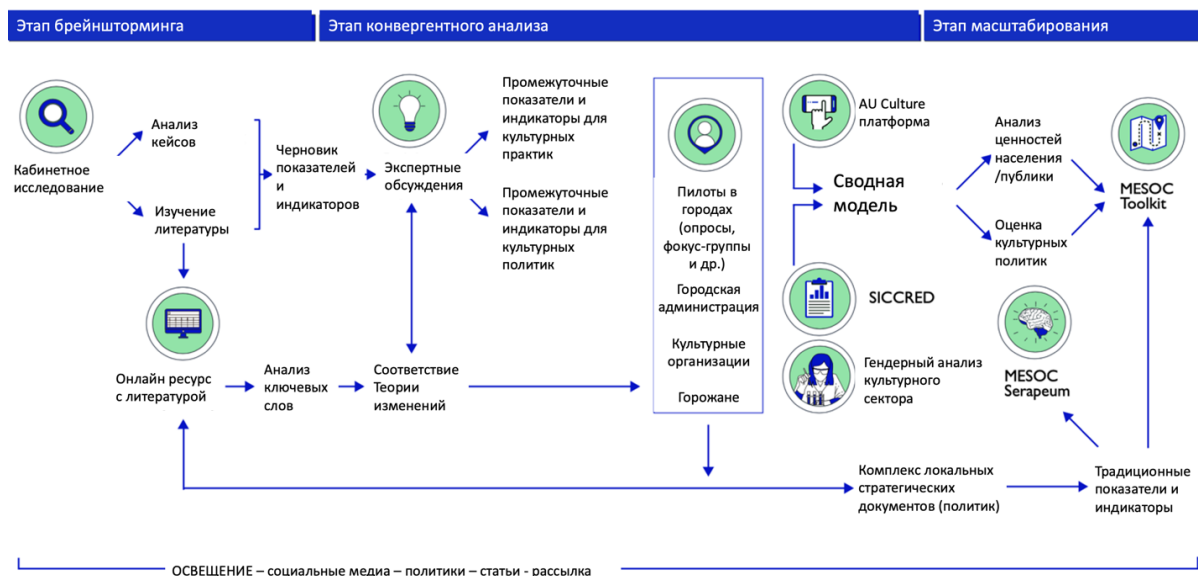 Этап брейншторминга
Этап конвергентного анализа
Этап масштабирования
Кабинетное
исследование
Анализ
кейсов
Изучение
литературы
Черновик
показателей
и
индикаторов
Экспертные
обсуждения
Промежуточные
показатели и
индикаторы для
культурных
практик
Промежуточные
показатели и
индикаторы для
культурных
политик
Онлайн ресурс
с литературой
Анализ
ключевых
слов
Соответствие
Теории
изменений
Пилоты в
городах
(опросы,
фокус-группы
и др.)
Городская
администрация
Культурные
организации
Горожане
AU Culture
платформа
Сводная
модель
SICCRED
Гендерный анализ
культурного
сектора
Анализ
ценностей
населения
/публики
Оценка
культурных
политик
MESOC
Toolkit
MESOC
Serapeum
Комплекс локальных
стратегических
документов (политик)
Традиционные
показатели и
индикаторы
ОСВЕЩЕНИЕ – социальные медиа – политики – статьи - рассылка